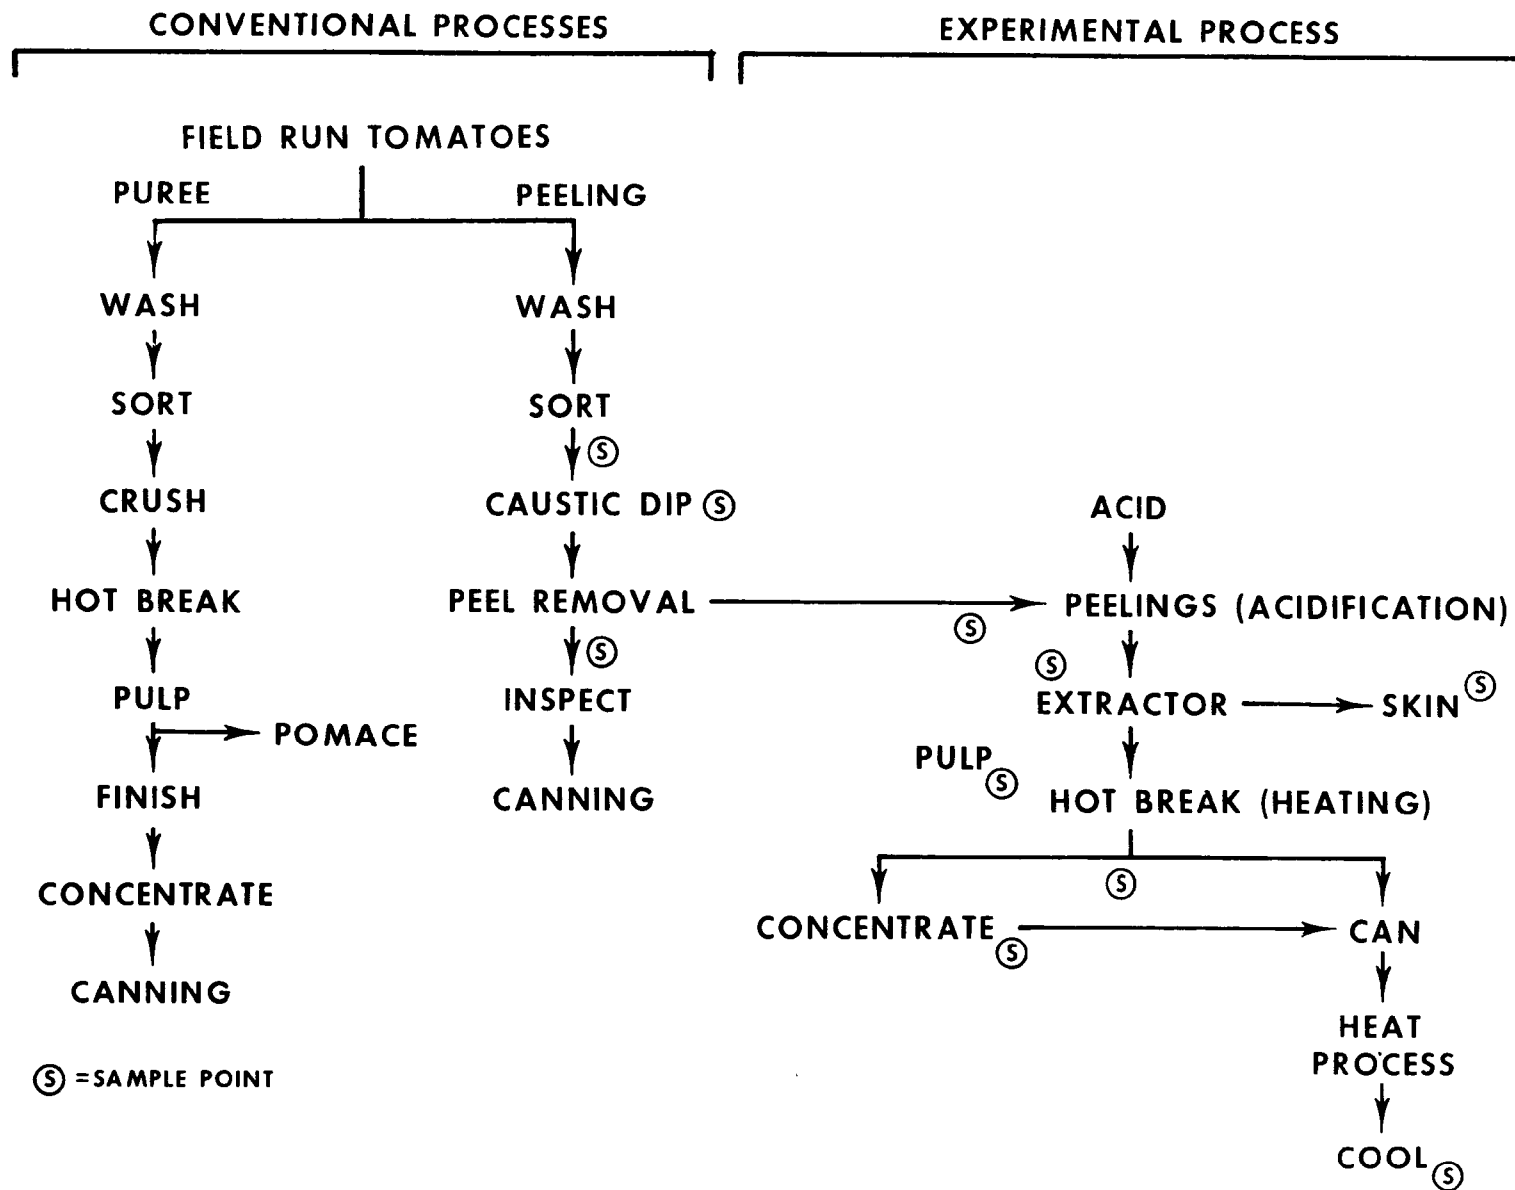 CONVENTIONAL PROCESSES
EXPERIMENTAL PROCESS
FIELD RUN TOMATOES
PUREE
PEELING
WASH
SORT
CRUSH
HOT BREAK
PULP
POMACE
FINISH
CONCENTRATE
CANNING
WASH
SORT
S
CAUSTIC DIP S
PEEL REMOVAL
S
INSPECT
CANNING
S
ACID
PEELINGS (ACIDIFICATION)
S
EXTRACTOR
SKIN S
PULP S
HOT BREAK (HEATING)
S
CONCENTRATE S
CAN
HEAT
PROCESS
COOL S
S =SAMPLE POINT